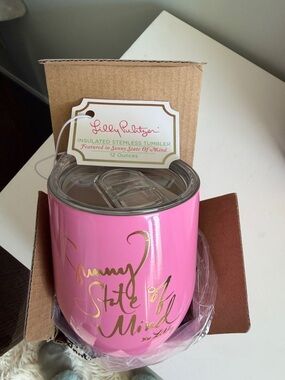 Lilly Pulitzer
INSULATED STEMLESS TUMBLER
Featured in Sunny State Of Mind
12 Ounces
Sunny
State of
Mind